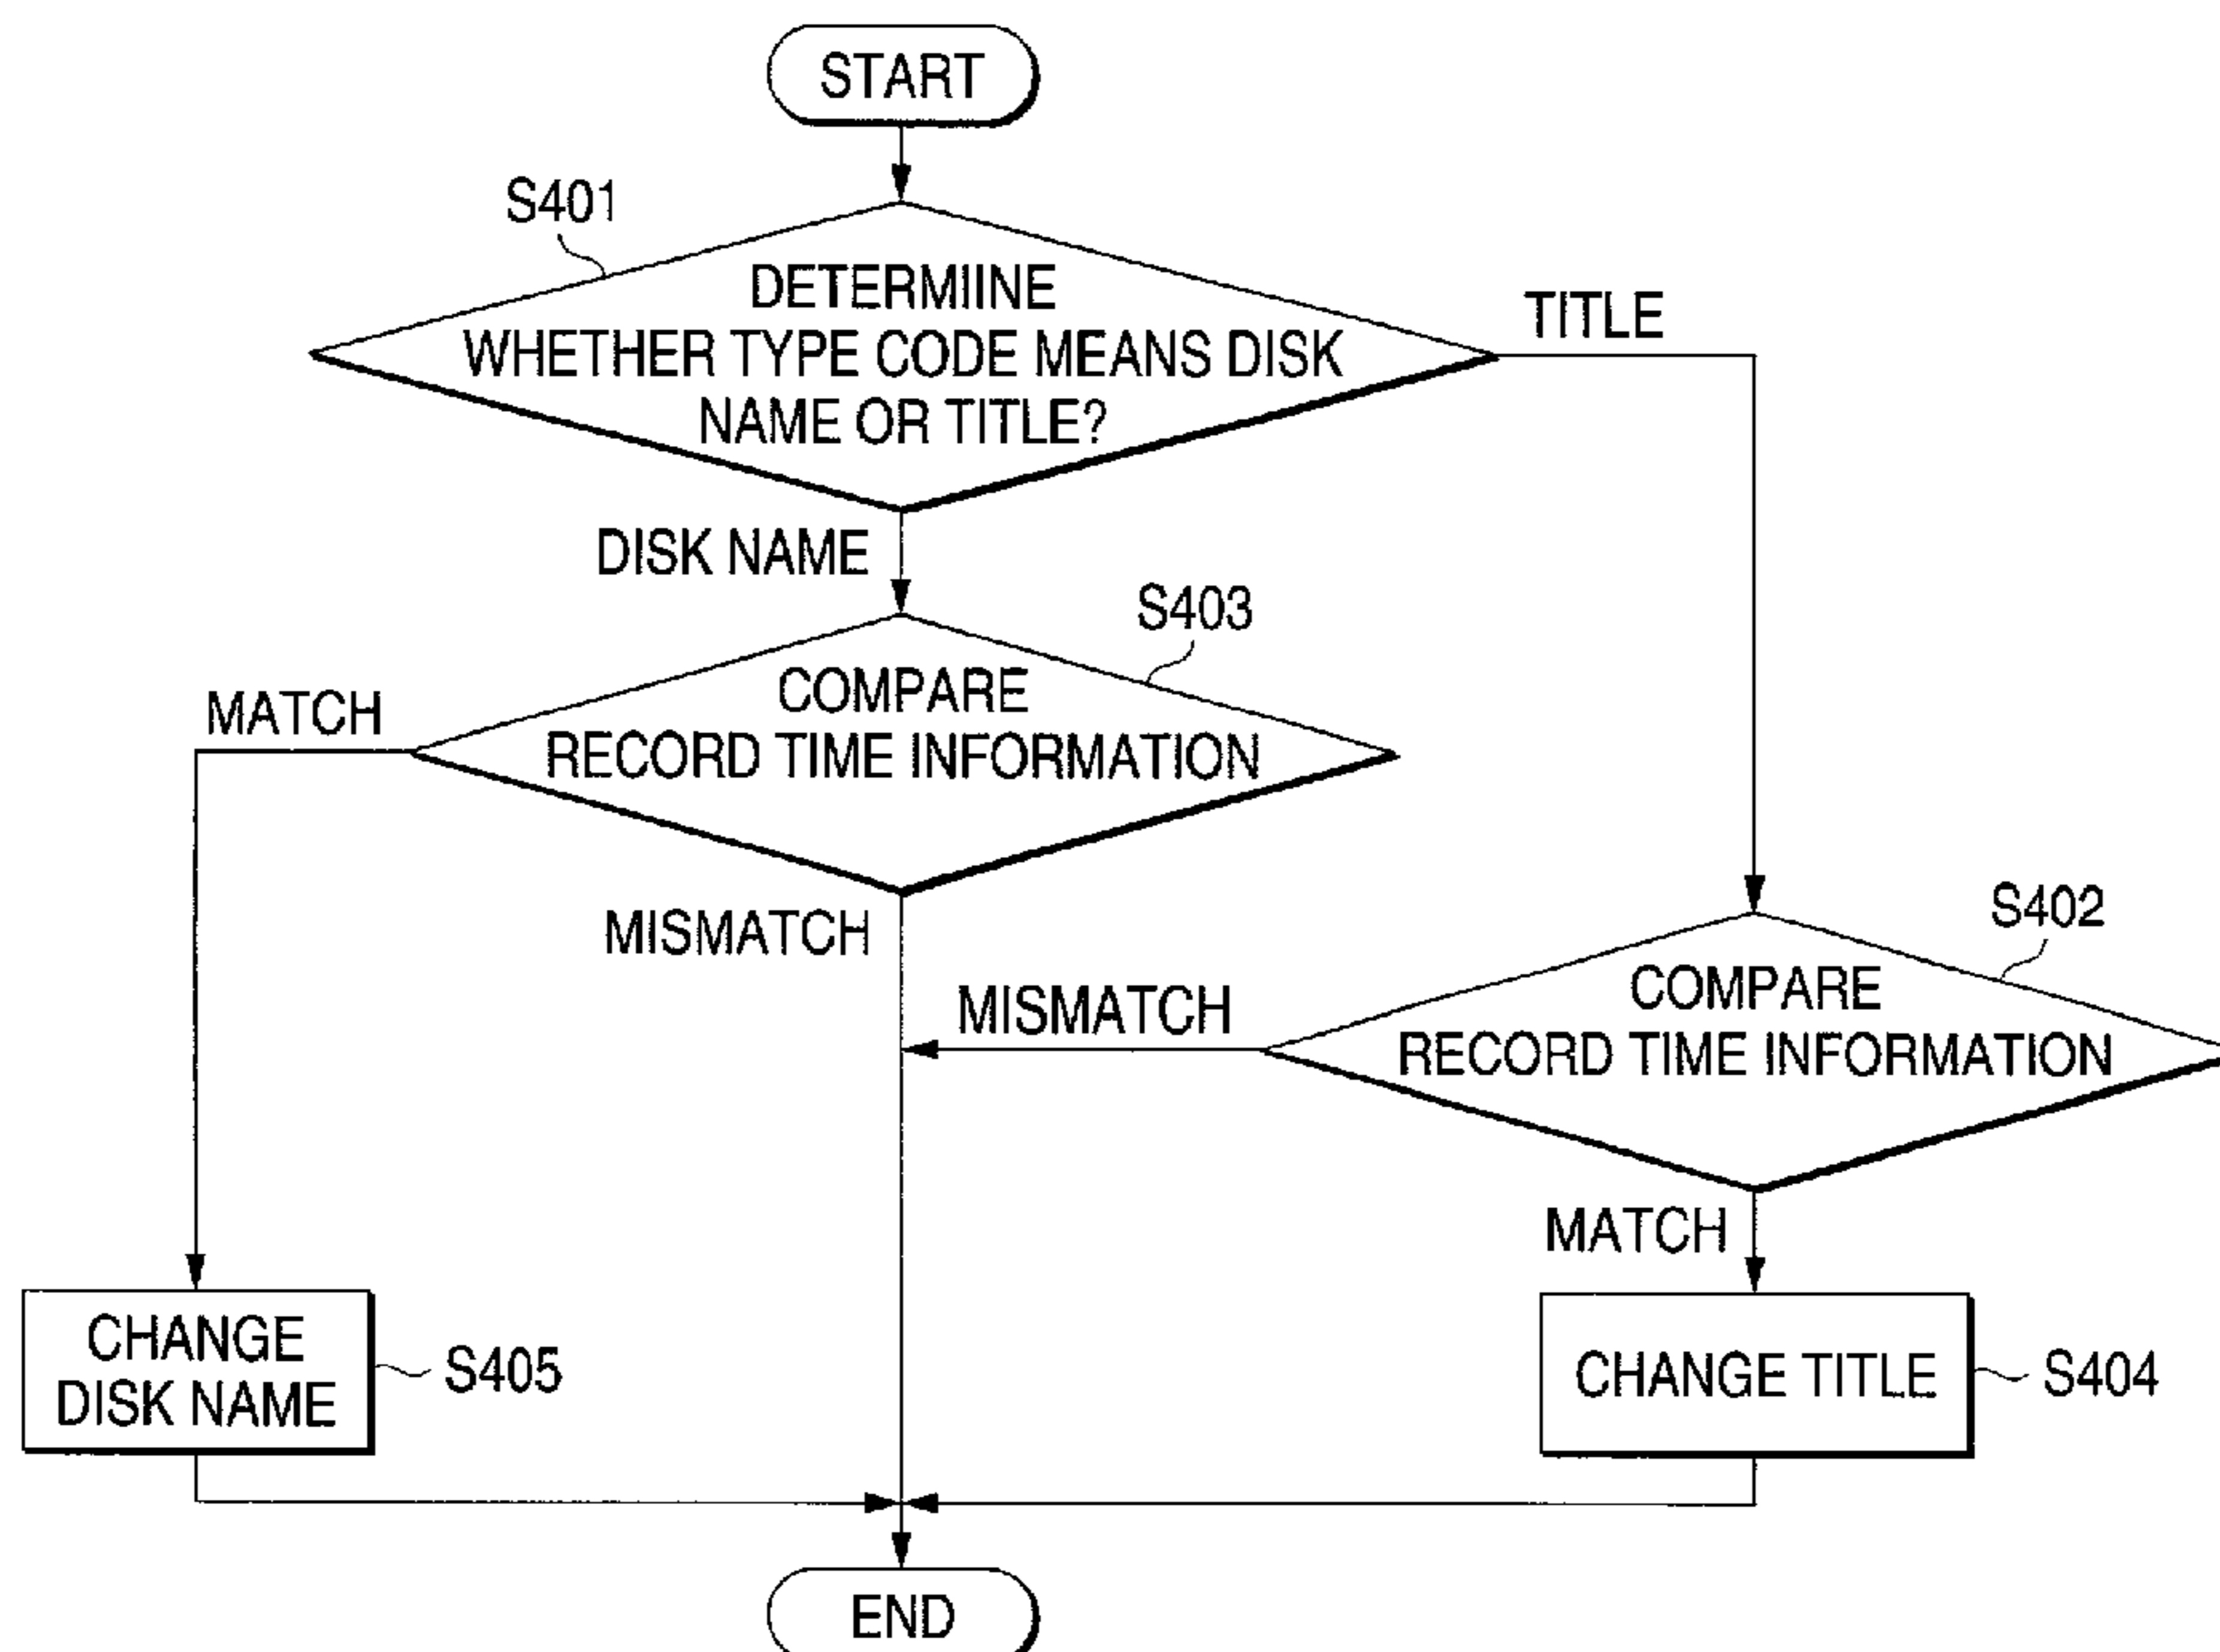 START
S401
DETERMIINE
WHETHER TYPE CODE MEANS DISK
NAME OR TITLE?
TITLE
DISK NAME
S403
COMPARE
RECORD TIME INFORMATION
MATCH
MISMATCH
S402
COMPARE
RECORD TIME INFORMATION
MISMATCH
MATCH
CHANGE
DISK NAME
S405
CHANGE TITLE
S404
END